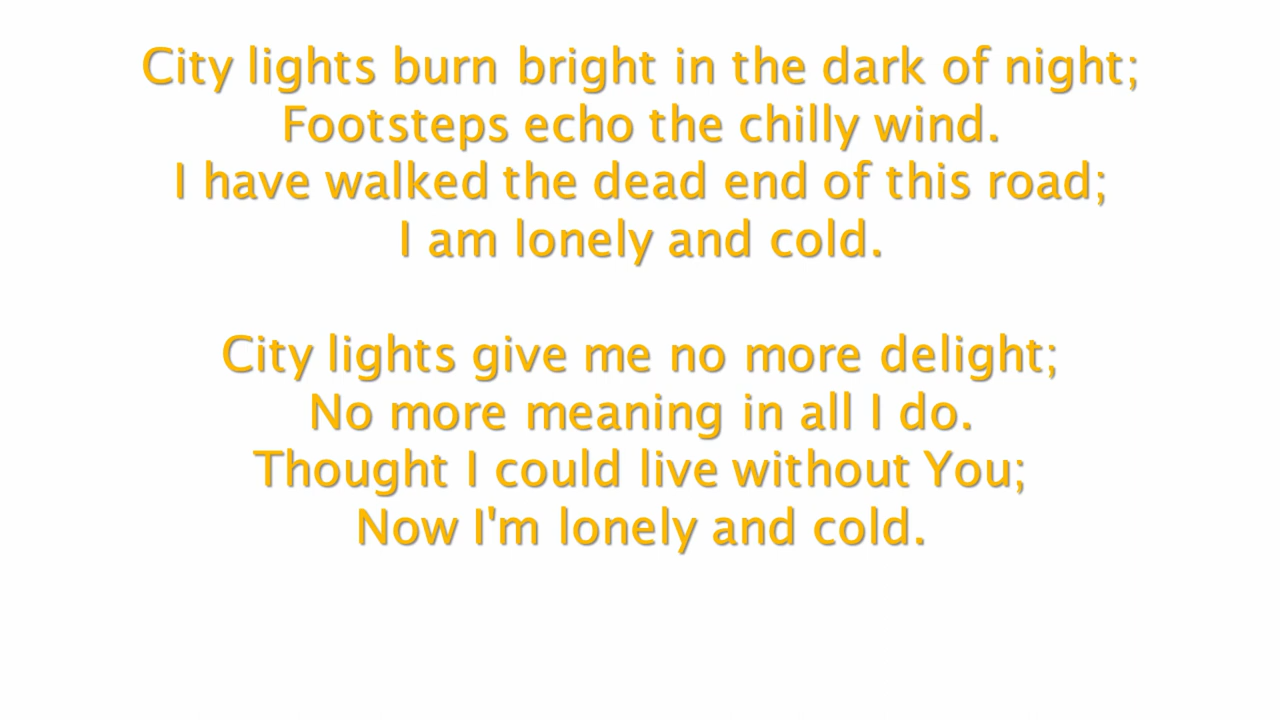 City lights burn bright in the dark of night;
Footsteps echo the chilly wind.
I have walked the dead end of this road;
I am lonely and cold.
City lights give me no more delight;
No more meaning in all I do.
Thought I could live without You;
Now I'm lonely and cold.